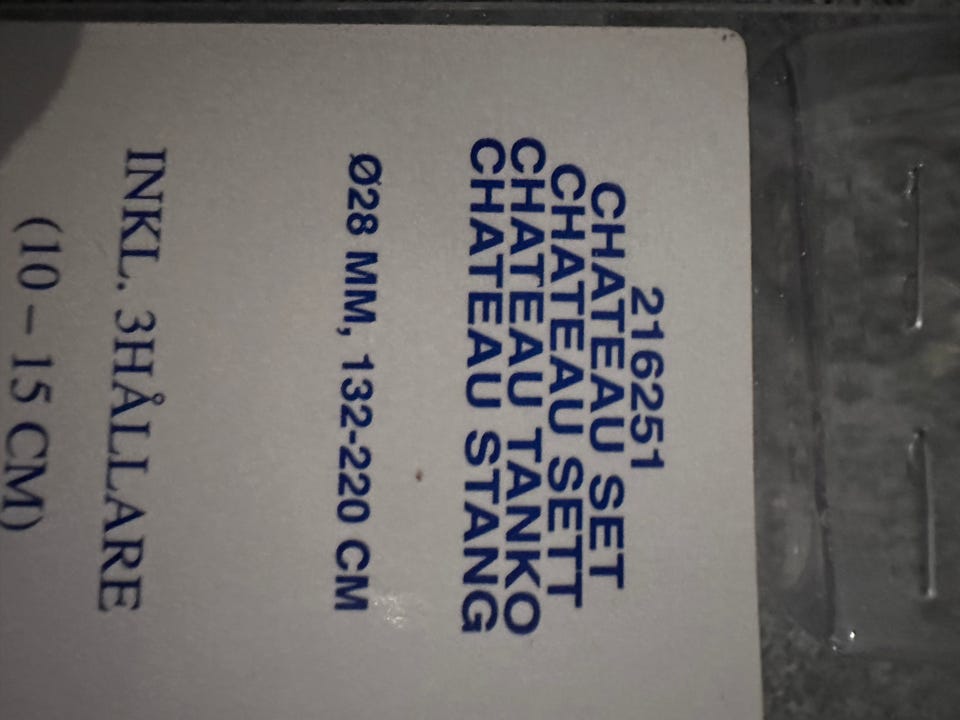 216251
CHATEAU SET
CHATEAU SETT
CHATEAU TANKO
CHATEAU STANG
Ø28 MM, 132-220 CM
INKL. 3HÅLLARE
(10 – 15 CM)